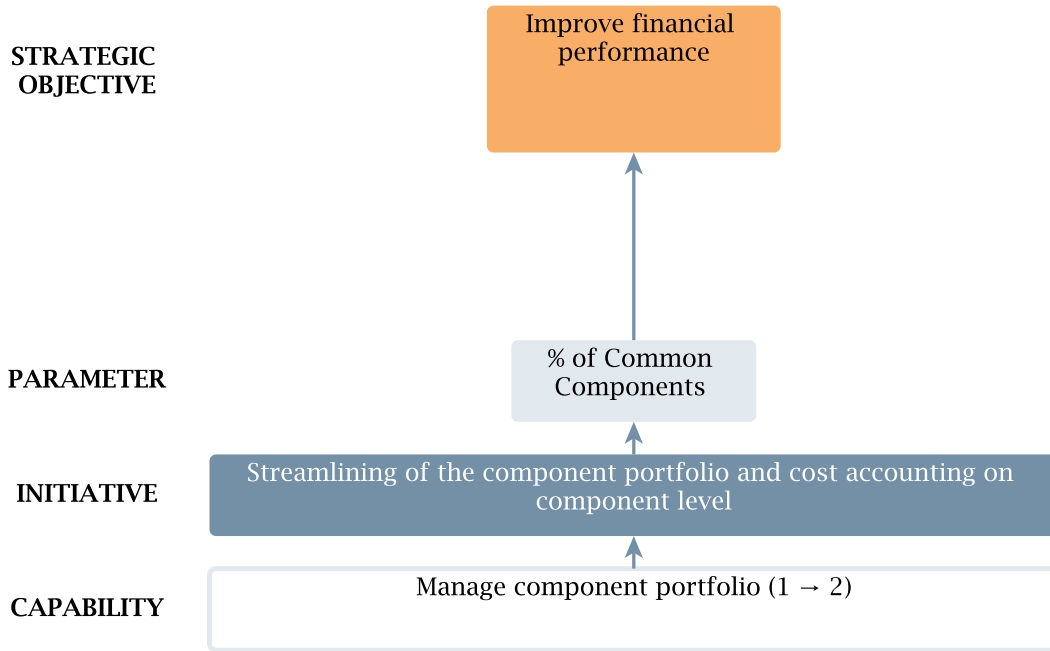 STRATEGIC
OBJECTIVE
Improve financial
performance
PARAMETER
% of Common
Components
INITIATIVE
Streamlining of the component portfolio and cost accounting on
component level
CAPABILITY
Manage component portfolio (1 → 2)